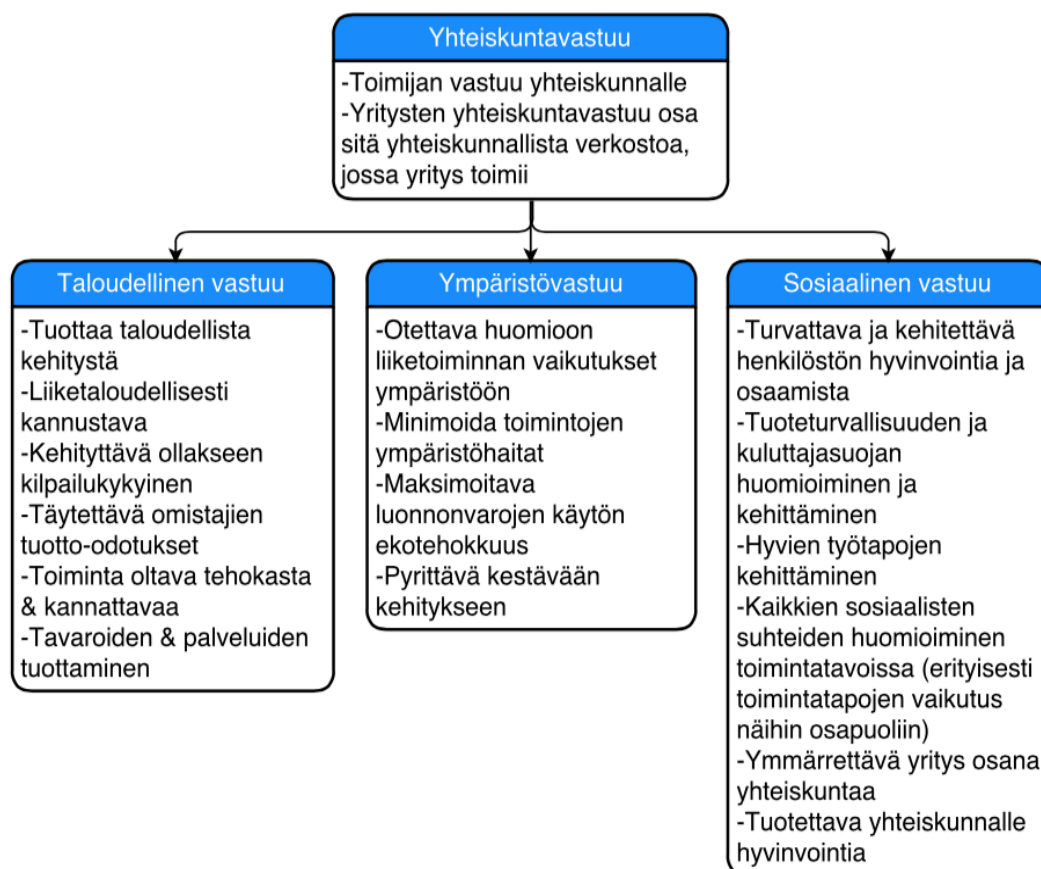 Yhteiskuntavastuu
-Toimijan vastuu yhteiskunnalle
-Yritysten yhteiskuntavastuu osa
sitä yhteiskunnallista verkostoa,
jossa yritys toimii
Taloudellinen vastuu
-Tuottaa taloudellista
kehitystä
-Liiketaloudellisesti
kannustava
-Kehityttävä ollakseen
kilpailukykyinen
-Täytettävä omistajien
tuotto-odotukset
-Toiminta oltava tehokasta
& kannattavaa
-Tavaroiden & palveluiden
tuottaminen
Ympäristövastuu
-Otettava huomioon
liiketoiminnan vaikutukset
ympäristöön
-Minimoida toimintojen
ympäristöhaitat
-Maksimoitava
luonnonvarojen käytön
ekotehokkuus
-Pyrittävä kestävään
kehitykseen
Sosiaalinen vastuu
-Turvattava ja kehitettävä
henkilöstön hyvinvointia ja
osaamista
-Tuoteturvallisuuden ja
kuluttajasuojan
huomioiminen ja
kehittäminen
-Hyvien työtapojen
kehittäminen
-Kaikkien sosiaalisten
suhteiden huomioiminen
toimintatavoissa (erityisesti
toimintatapojen vaikutus
näihin osapuoliin)
-Ymmärrettävä yritys osana
yhteiskuntaa
-Tuotettava yhteiskunnalle
hyvinvointia